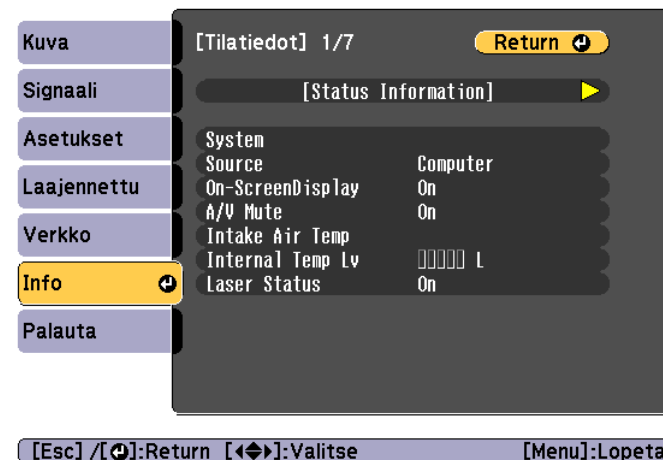 Kuva
Signaali
Asetukset
Laajennettu
Verkko
Info
Palauta
[Tilatiedot] 1/7 Return
[Status Information]
System
Source Computer
On-ScreenDisplay On
A/V Mute On
Intake Air Temp
Internal Temp Lv L
Laser Status On
[Esc] /[]:Return []:Valitse [Menu]:Lopeta